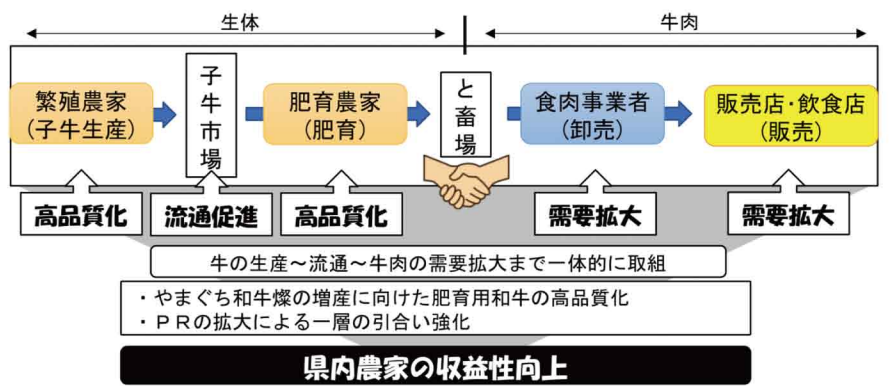 生体
牛肉
繁殖農家
(子牛生産)
子牛市場
肥育農家
(肥育)
と畜場
食肉事業者
(卸売)
販売店・飲食店
(販売)
高品質化
流通促進
高品質化
需要拡大
需要拡大
牛の生産~流通~牛肉の需要拡大まで一体的に取組
・やまぐち和牛燦の増産に向けた肥育用和牛の高品質化
・PRの拡大による一層の引合い強化
県内農家の収益性向上